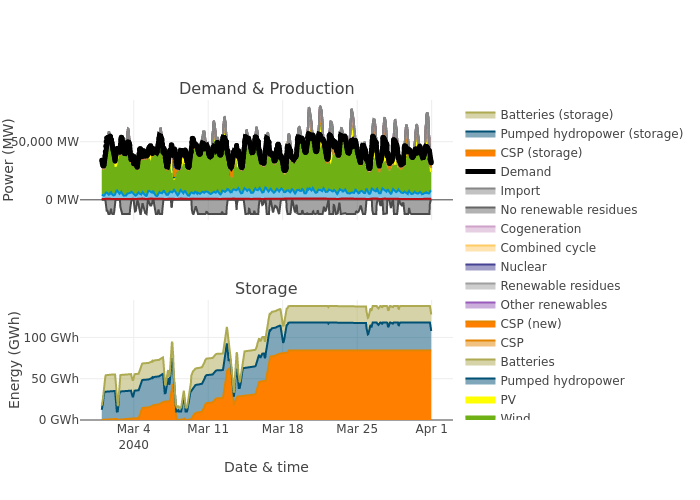 Demand & Production
Power (MW)
50,000 MW
0 MW
Storage
Energy (GWh)
100 GWh
50 GWh
0 GWh
Mar 4
2040
Mar 11
Mar 18
Mar 25
Apr 1
Date & time
Batteries (storage)
Pumped hydropower (storage)
CSP (storage)
Demand
Import
No renewable residues
Cogeneration
Combined cycle
Nuclear
Renewable residues
Other renewables
CSP (new)
CSP
Batteries
Pumped hydropower
PV
Wind